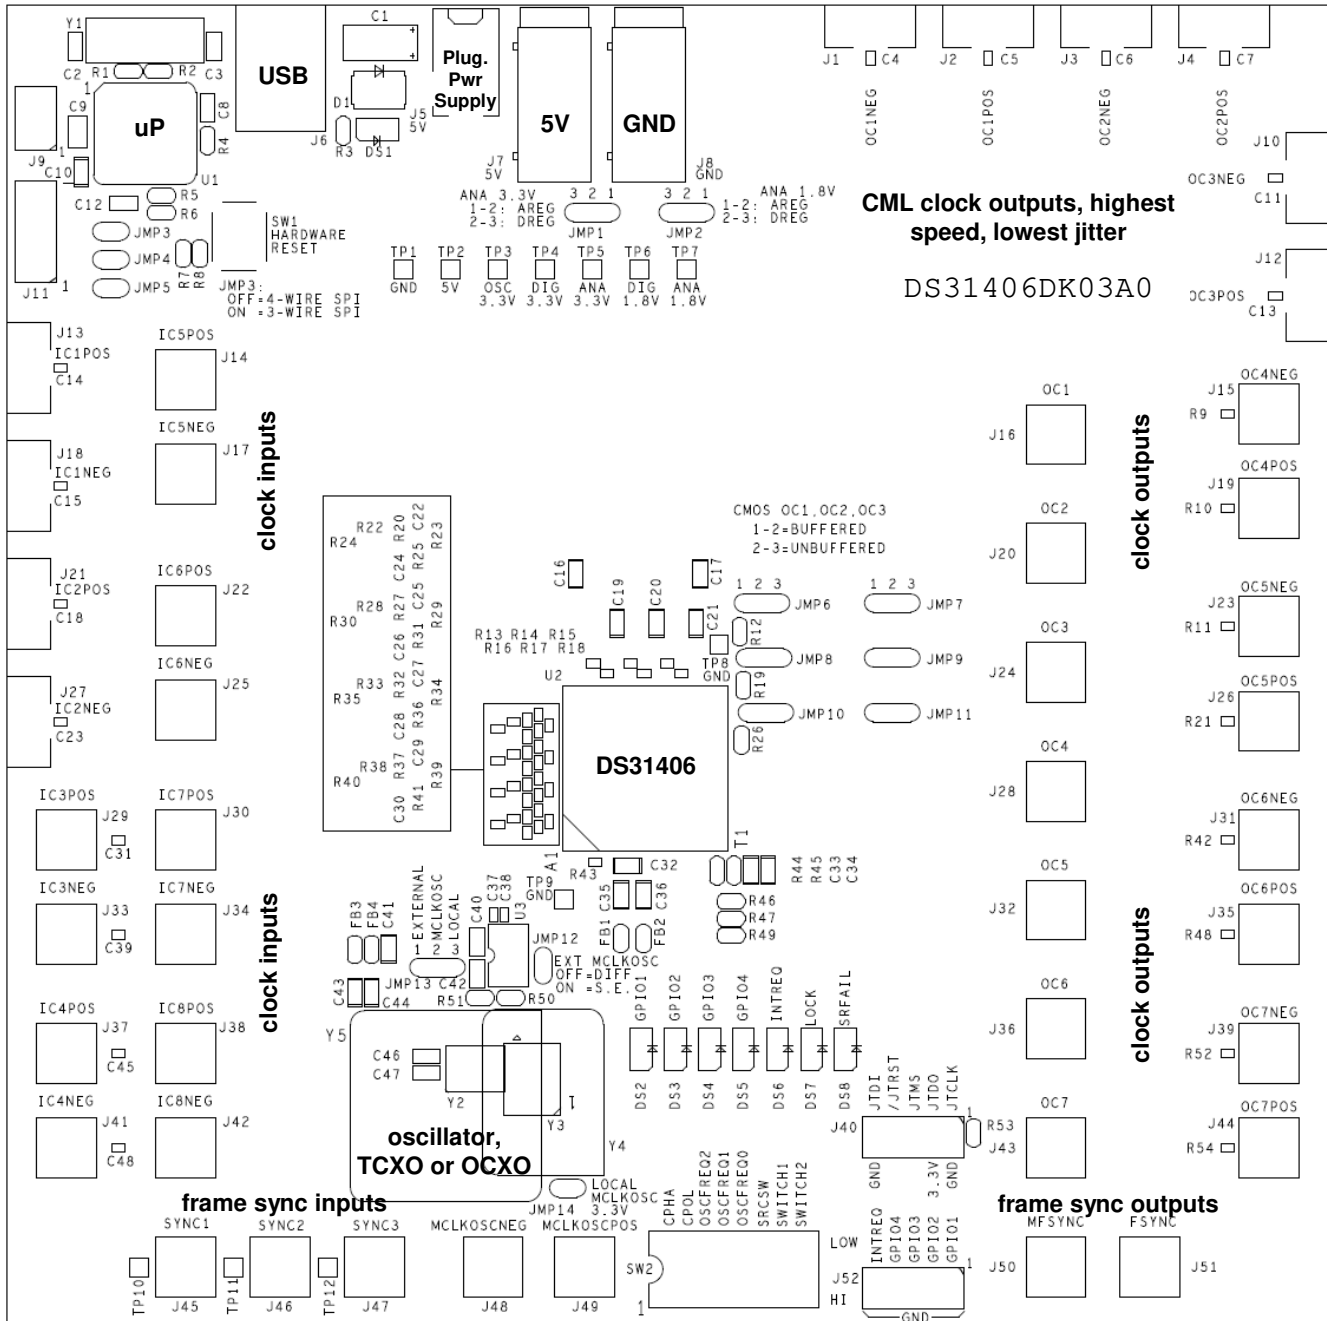 Y1
C2
R1
R2
C3
1
C9
uP
C8
R4
J9
1
C10
U1
C12
R5
R6
JMP3
JMP4
JMP5
J11
1
R7
R8
USB
J6
SW1
HARDWARE
RESET
JMP3:
OFF=4-WIRE SPI
ON =3-WIRE SPI
C1
D1
R3
DS1
J5
5V
Plug.
Pwr
Supply
5V
GND
J7
5V
J8
GND
ANA 3.3V
1-2: AREG
2-3: DREG
3 2 1
JMP1
3 2 1
JMP2
ANA 1.8V
1-2: AREG
2-3: DREG
TP1
GND
TP2
5V
TP3
OSC
3.3V
TP4
DIG
3.3V
TP5
ANA
3.3V
TP6
DIG
1.8V
TP7
ANA
1.8V
J1
C4
OC1NEG
J2
C5
OC1POS
J3
C6
OC2NEG
J4
C7
OC2POS
J10
OC3NEG
C11
J12
OC3POS
C13
CML clock outputs, highest
speed, lowest jitter
DS31406DK03A0
J13
IC1POS
C14
IC5POS
J14
J18
IC1NEG
C15
IC5NEG
J17
clock inputs
J21
IC2POS
C18
IC6POS
J22
J27
IC2NEG
C23
IC6NEG
J25
IC3POS
J29
C31
IC7POS
J30
IC3NEG
J33
C39
IC7NEG
J34
clock inputs
IC4POS
J37
C45
IC8POS
J38
IC4NEG
J41
C48
IC8NEG
J42
R24
R22
R20
C22
C24
R25
R23
R30
R28
R27
C25
C26
R31
R29
R35
R33
R32
C27
C28
R36
R34
R40
R38
R37
C29
C30
R41
R39
C16
C17
C19
C20
C21
R13 R14 R15
R16 R17 R18
U2
TP8
GND
DS31406
A1
T1
CMOS OC1,OC2,OC3
1-2=BUFFERED
2-3=UNBUFFERED
1 2 3
JMP6
1 2 3
JMP7
R12
JMP8
JMP9
R19
JMP10
JMP11
R26
OC1
J16
OC2
J20
OC3
J24
OC4
J28
OC5
J32
OC6
J36
OC7
J43
clock outputs
OC4NEG
J15
R9
OC4POS
J19
R10
OC5NEG
J23
R11
OC5POS
J26
R21
OC6NEG
J31
R42
OC6POS
J35
R48
clock outputs
OC7NEG
J39
R52
OC7POS
J44
R54
R43
C32
TP9
GND
C35
C36
FB1
FB2
R44
R45
C33
C34
R46
R47
R49
FB3
FB4
C41
EXTERNAL
MCLKOSC
LOCAL
1 2 3
JMP13
C40
C42
C37
C38
U3
JMP12
EXT MCLKOSC
OFF=DIFF
ON =S.E.
C43
C44
R51
R50
Y5
C46
C47
Y2
1
Y3
Y4
oscillator,
TCXO or OCXO
JMP14
LOCAL
MCLKOSC
3.3V
GPIO1
GPIO2
GPIO3
GPIO4
INTREQ
LOCK
SRFAIL
DS2
DS3
DS4
DS5
DS6
DS7
DS8
JTDI
/JTRST
JTMS
JTDO
JTCLK
1
J40
R53
GND
3.3V
GND
frame sync inputs
SYNC1
SYNC2
SYNC3
MCLKOSCNEG
MCLKOSCPOS
TP10
J45
TP11
J46
TP12
J47
J48
J49
CPHA
CPOL
OSCFREQ2
OSCFREQ1
OSCFREQ0
SRCSW
SWITCH1
SWITCH2
SW2
1
LOW
HI
INTREQ
GPIO4
GPIO3
GPIO2
GPIO1
J52
1
GND
frame sync outputs
MFSYNC
J50
FSYNC
J51